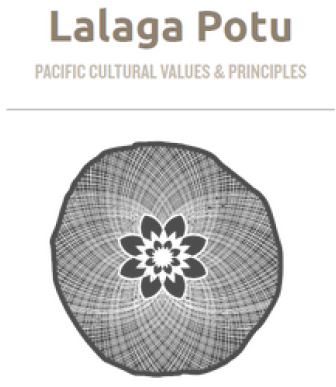 Lalaga Potu
PACIFIC CULTURAL VALUES & PRINCIPLES